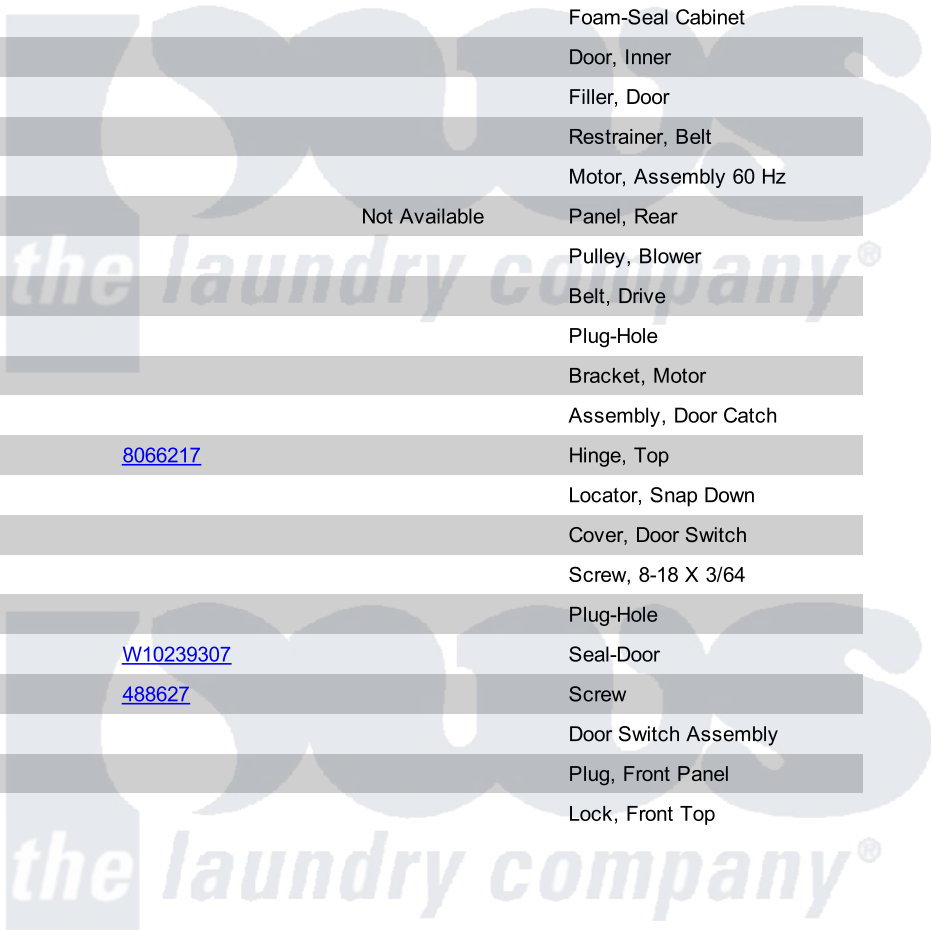 Foam-Seal Cabinet
Door, Inner
Filler, Door
Restrainer, Belt
Motor, Assembly 60 Hz
Not Available Panel, Rear
Pulley, Blower
the laundry company®
Belt, Drive
Plug-Hole
Bracket, Motor
Assembly, Door Catch
8066217 Hinge, Top
Locator, Snap Down
Cover, Door Switch
Screw, 8-18 X 3/64
Plug-Hole
W10239307 Seal-Door
488627 Screw
Door Switch Assembly
Plug, Front Panel
Lock, Front Top
the laundry company®